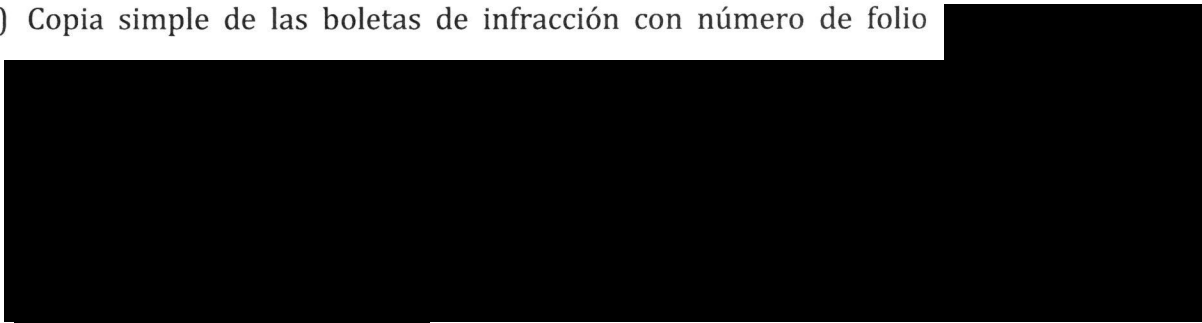 ) Copia simple de las boletas de infracción con número de folio